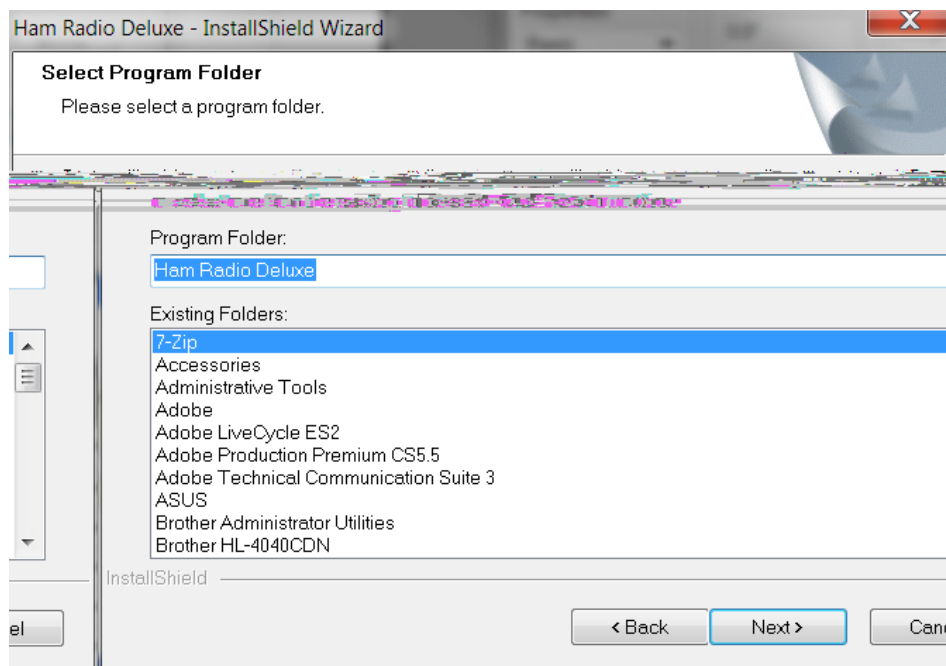 Ham Radio Deluxe - InstallShield Wizard
Select Program Folder
Please select a program folder.
Program Folder:
Ham Radio Deluxe
Existing Folders:
7-Zip
Accessories
Administrative Tools
Adobe
Adobe LiveCycle ES2
Adobe Production Premium CS5.5
Adobe Technical Communication Suite 3
ASUS
Brother Administrator Utilities
Brother HL-4040CDN
InstallShield
el
< Back
Next >
Can